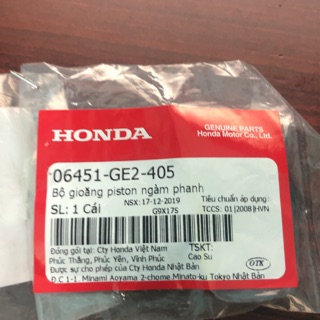 HONDA
GENUINE PARTS
Honda Motor Co., Ltd.
06451-GE2-405
Bộ gioăng piston ngàm phanh
NSX: 17-12-2019
Tiêu chuẩn áp dụng:
SL: 1 Cái
G9X17S
TCCS: 01|2008|HVN
Đóng gói tại: Cty Honda Việt Nam
TSKT:
Phúc Thắng, Phúc Yên, Vĩnh Phúc
Cao Su
Được sự cho phép của Cty Honda Nhật Bản
OTK
Đ.C 1-1, Minami Aoyama 2-chome Minato-ku Tokyo Nhật Bản